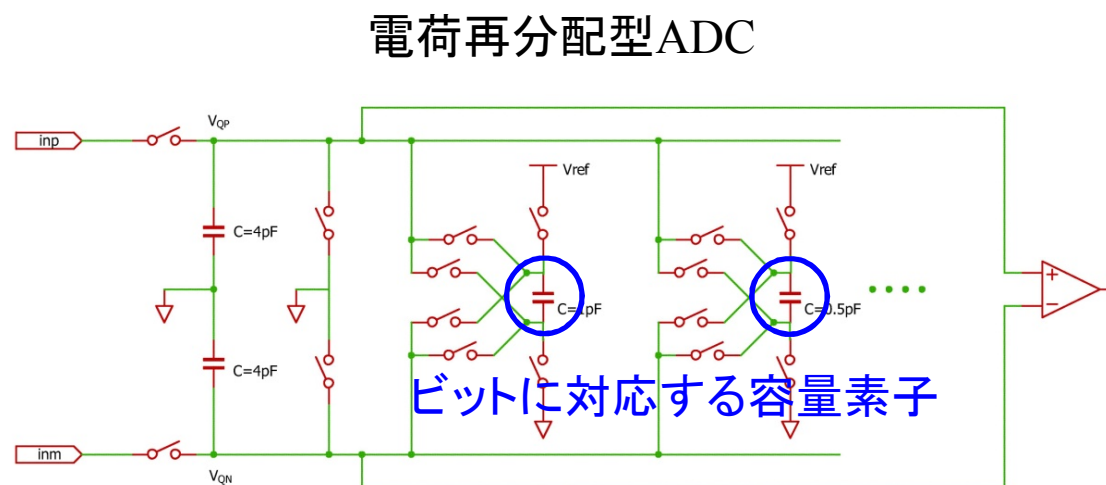 電荷再分配型ADC
inp
VQP
Vref
Vref
C=4pF
C=1pF
C=0.5pF
C=4pF
ビットに対応する容量素子
inm
VQN